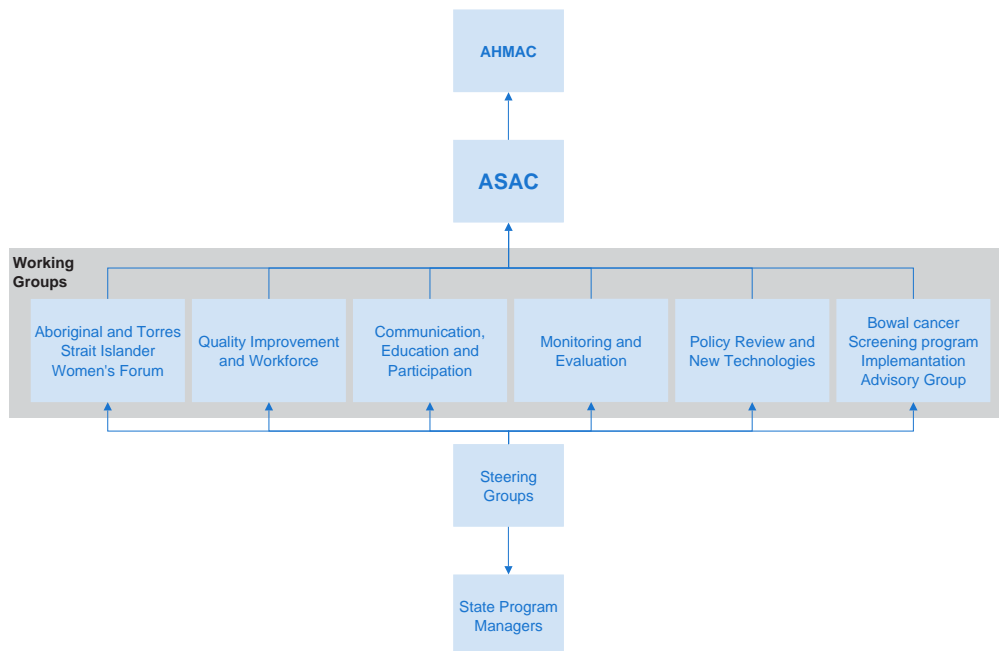 AHMAC
ASAC
Working
Groups
Aboriginal and Torres
Strait Islander
Women's Forum
Quality Improvement
and Workforce
Communication,
Education and
Participation
Monitoring and
Evaluation
Policy Review and
New Technologies
Bowal cancer
Screening program
Implemantation
Advisory Group
Steering
Groups
State Program
Managers